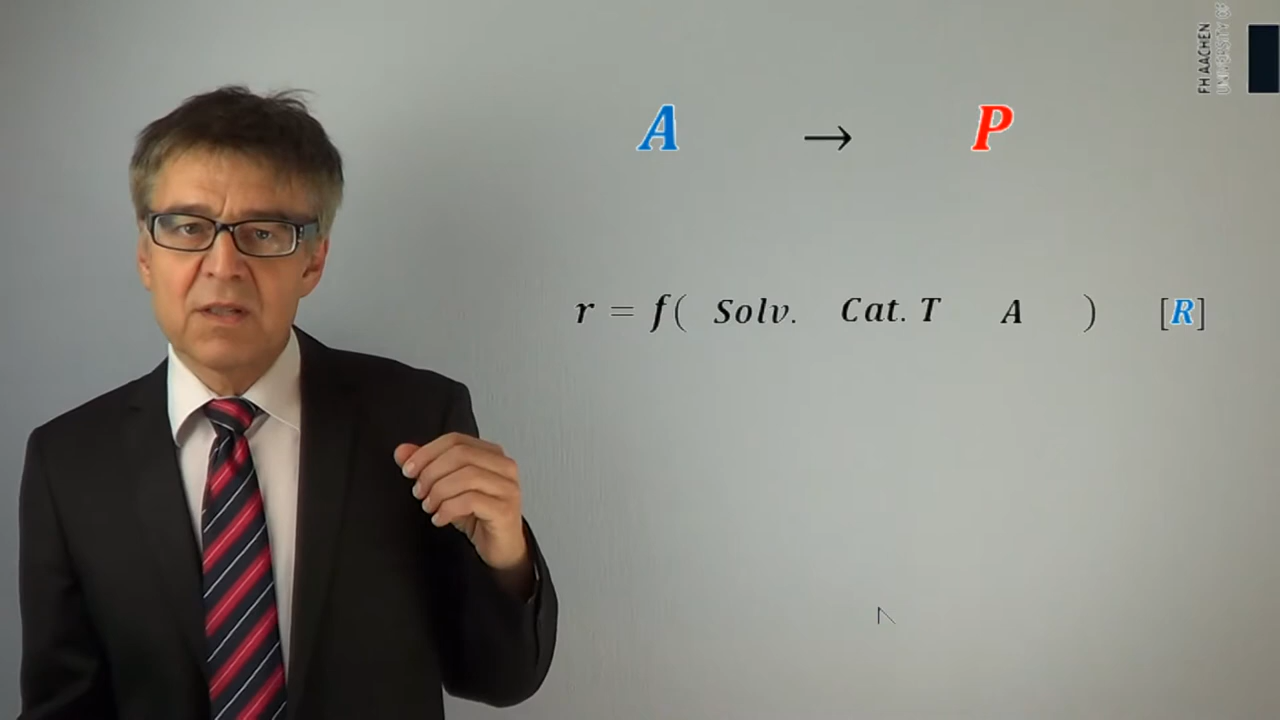 FH AACHEN
UNIVERSITY OF
A → P
r = f( Solv. Cat. T A ) [R]